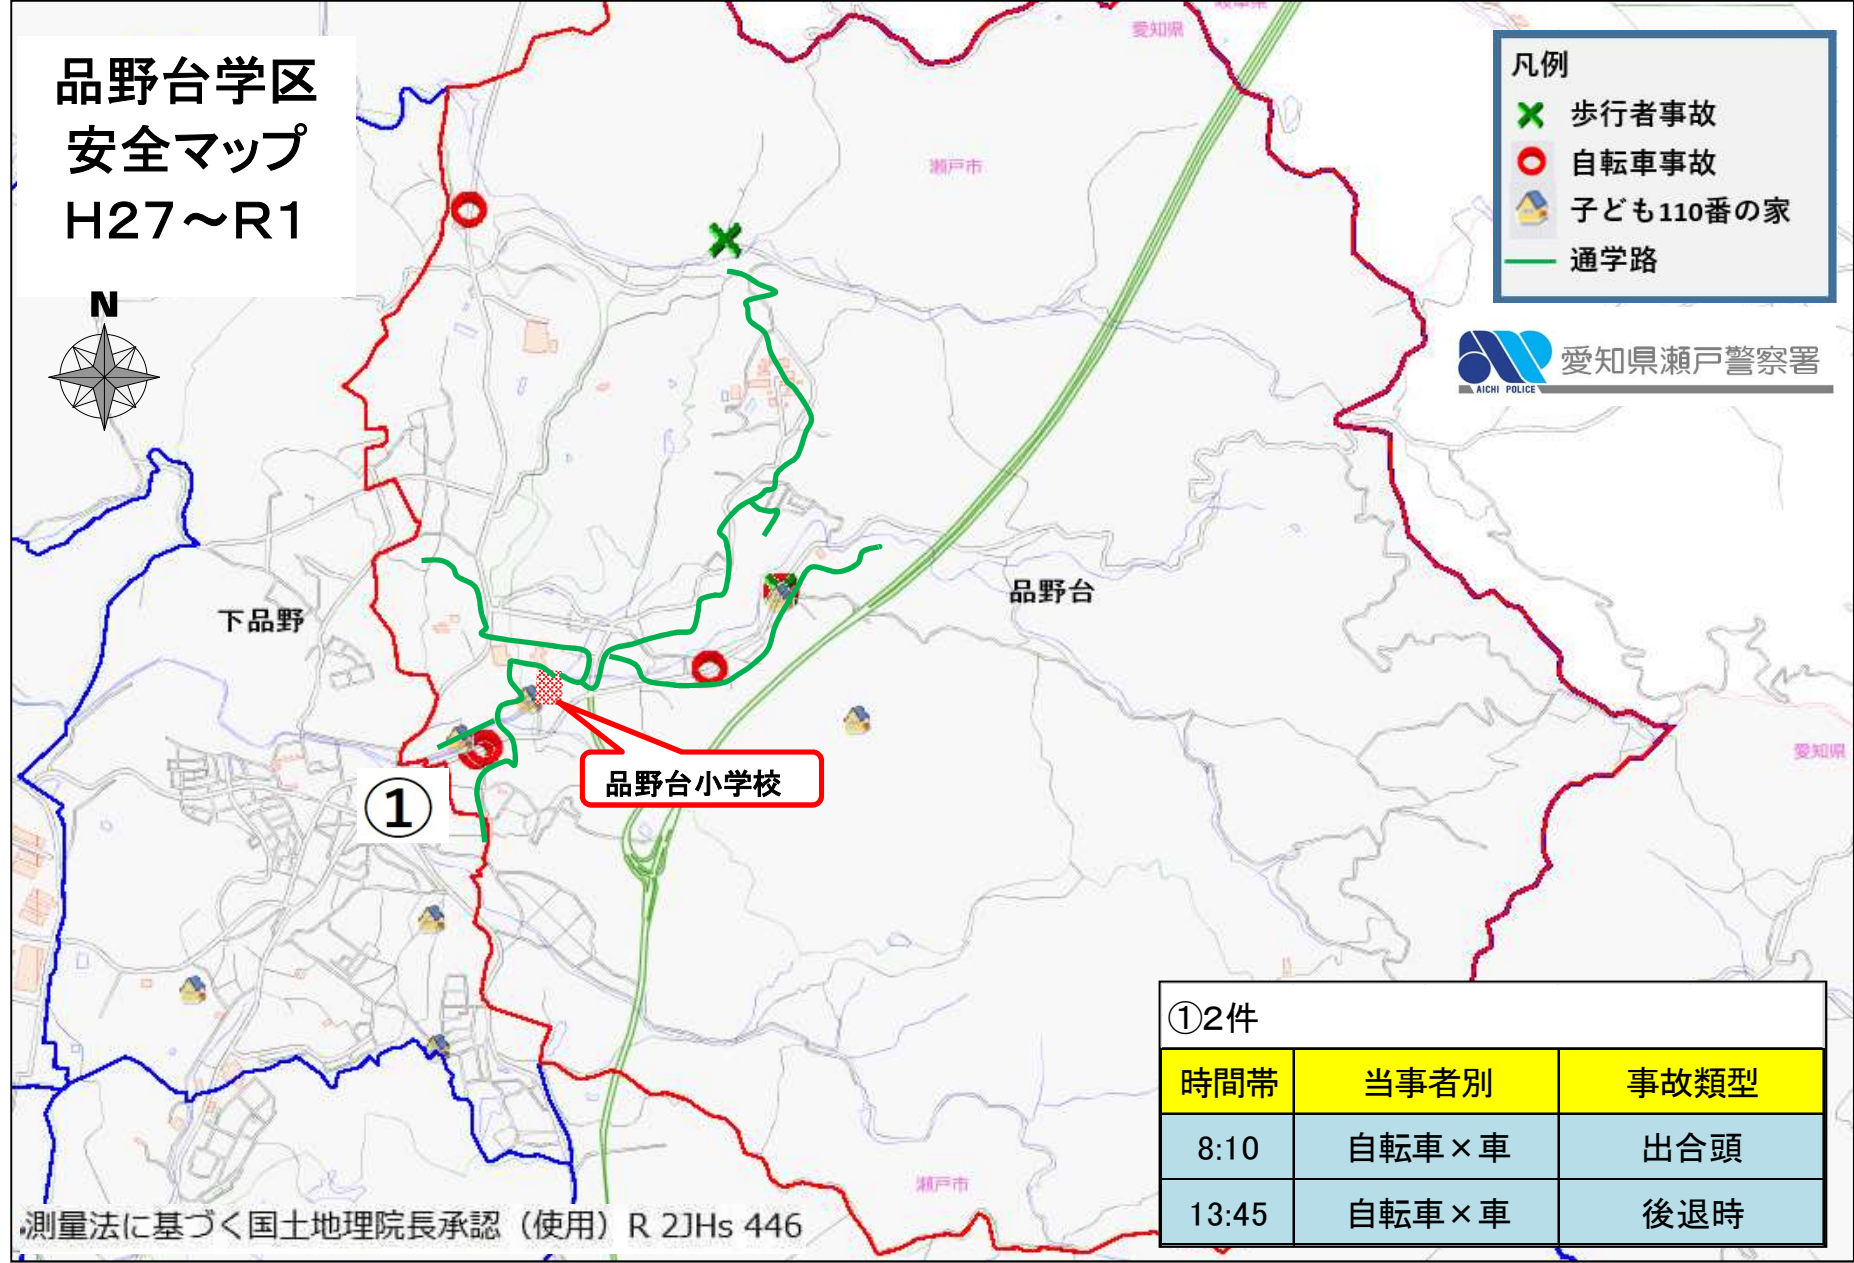 品野台学区
安全マップ
H27～R1
N
愛知県
瀬戸市
凡例
歩行者事故
自転車事故
子ども110番の家
通学路
AICHI POLICE
愛知県瀬戸警察署
下品野
品野台
品野台小学校
①
愛知県
瀬戸市
①2件
時間帯 当事者別 事故類型
8:10 自転車×車 出合頭
13:45 自転車×車 後退時
測量法に基づく国土地理院長承認（使用）R 2JHs 446